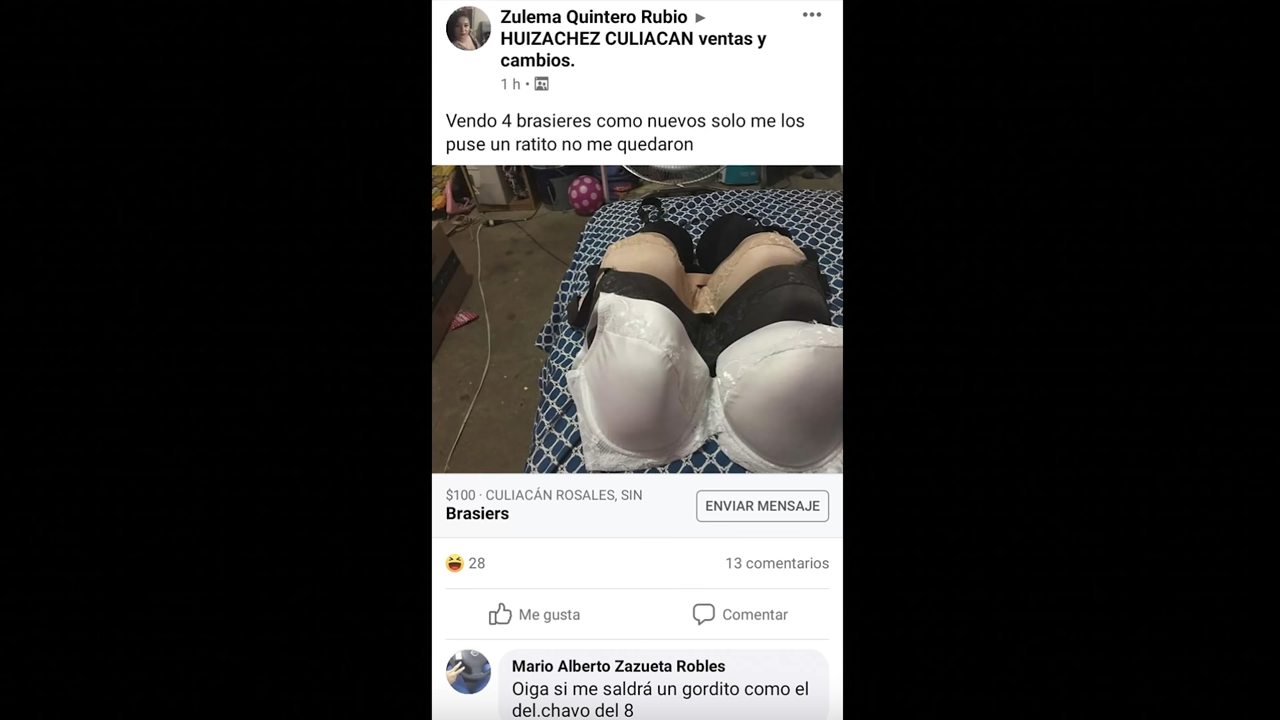 Zulema Quintero Rubio ▶
HUIZACHEZ CULIACAN ventas y
cambios.
1 h •
Vendo 4 brasieres como nuevos solo me los
puse un ratito no me quedaron
$100 · CULIACÁN ROSALES, SIN
Brasiers
ENVIAR MENSAJE
28
13 comentarios
Me gusta
Comentar
Mario Alberto Zazueta Robles
Oiga si me saldrá un gordito como el
del.chavo del 8